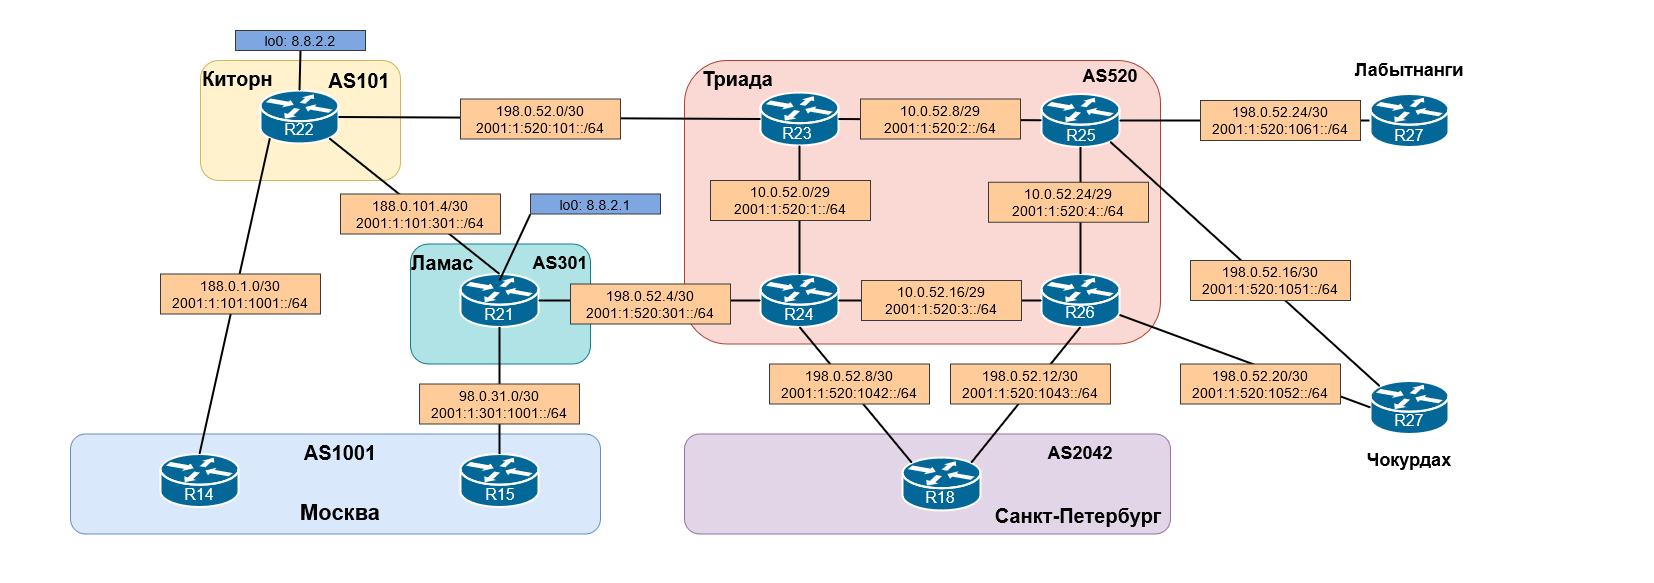 lo0: 8.8.2.2
Киторн
AS101
R22
198.0.52.0/30
2001:1:520:101::/64
Триада
AS520
R23
10.0.52.8/29
2001:1:520:2::/64
R25
198.0.52.24/30
2001:1:520:1061::/64
Лабытнанги
R27
188.0.101.4/30
2001:1:101:301::/64
lo0: 8.8.2.1
10.0.52.0/29
2001:1:520:1::/64
10.0.52.24/29
2001:1:520:4::/64
Ламас
AS301
R21
188.0.1.0/30
2001:1:101:1001::/64
198.0.52.4/30
2001:1:520:301::/64
R24
10.0.52.16/29
2001:1:520:3::/64
R26
198.0.52.16/30
2001:1:520:1051::/64
98.0.31.0/30
2001:1:301:1001::/64
198.0.52.8/30
2001:1:520:1042::/64
198.0.52.12/30
2001:1:520:1043::/64
198.0.52.20/30
2001:1:520:1052::/64
R27
Чокурдах
AS1001
R14
R15
Москва
AS2042
R18
Санкт-Петербург